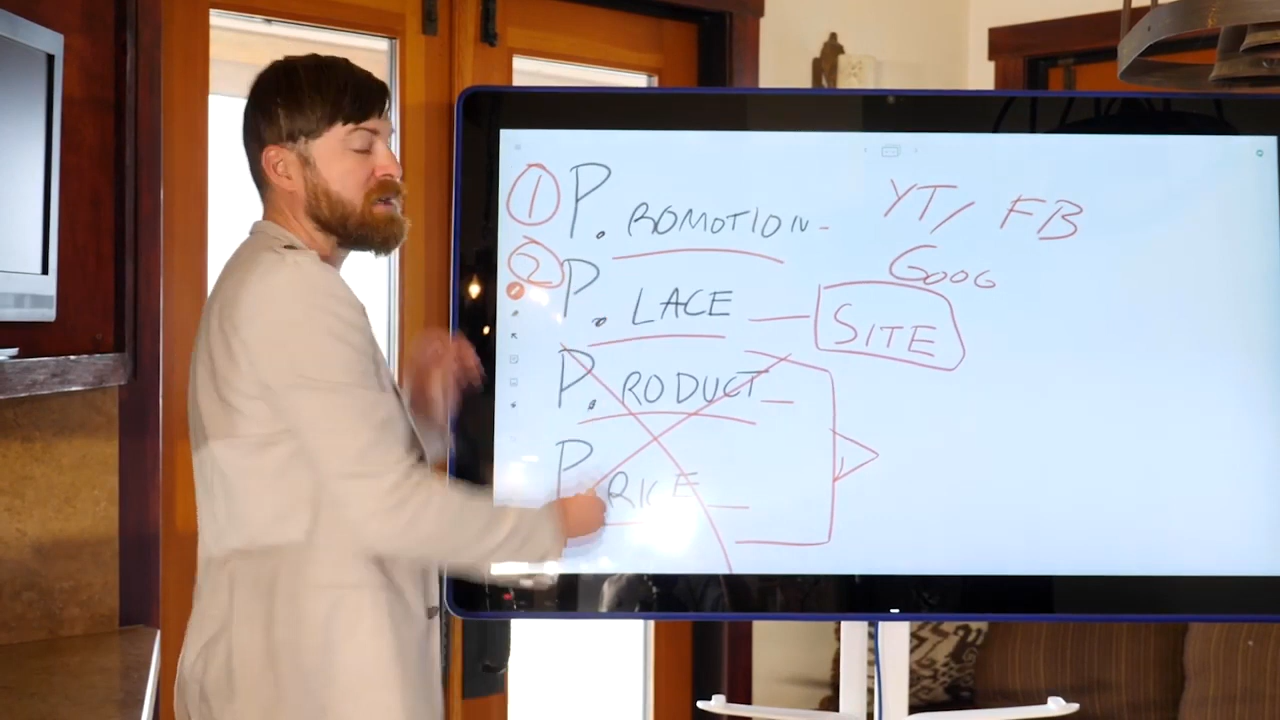 1 P. ROMOTION - YT/ FB
GOOG
2 P. LACE — SITE
P. RODUCT —
P RICE —